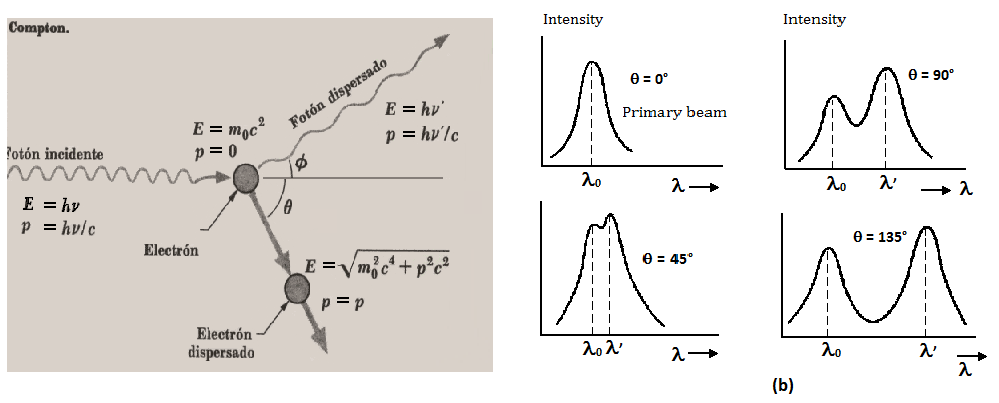 Compton.
Fotón dispersado
E = hν′
p = hν′/c
E = m₀c²
p = 0
Fotón incidente
ϕ
θ
E = hν
p = hν/c
Electrón
E = √m₀²c⁴ + p²c²
p = p
Electrón
dispersado
Intensity
θ = 0°
Primary beam
λ₀
λ
Intensity
θ = 90°
λ₀ λ′
λ
θ = 45°
λ₀ λ′
λ
θ = 135°
λ₀ λ′
λ
(b)